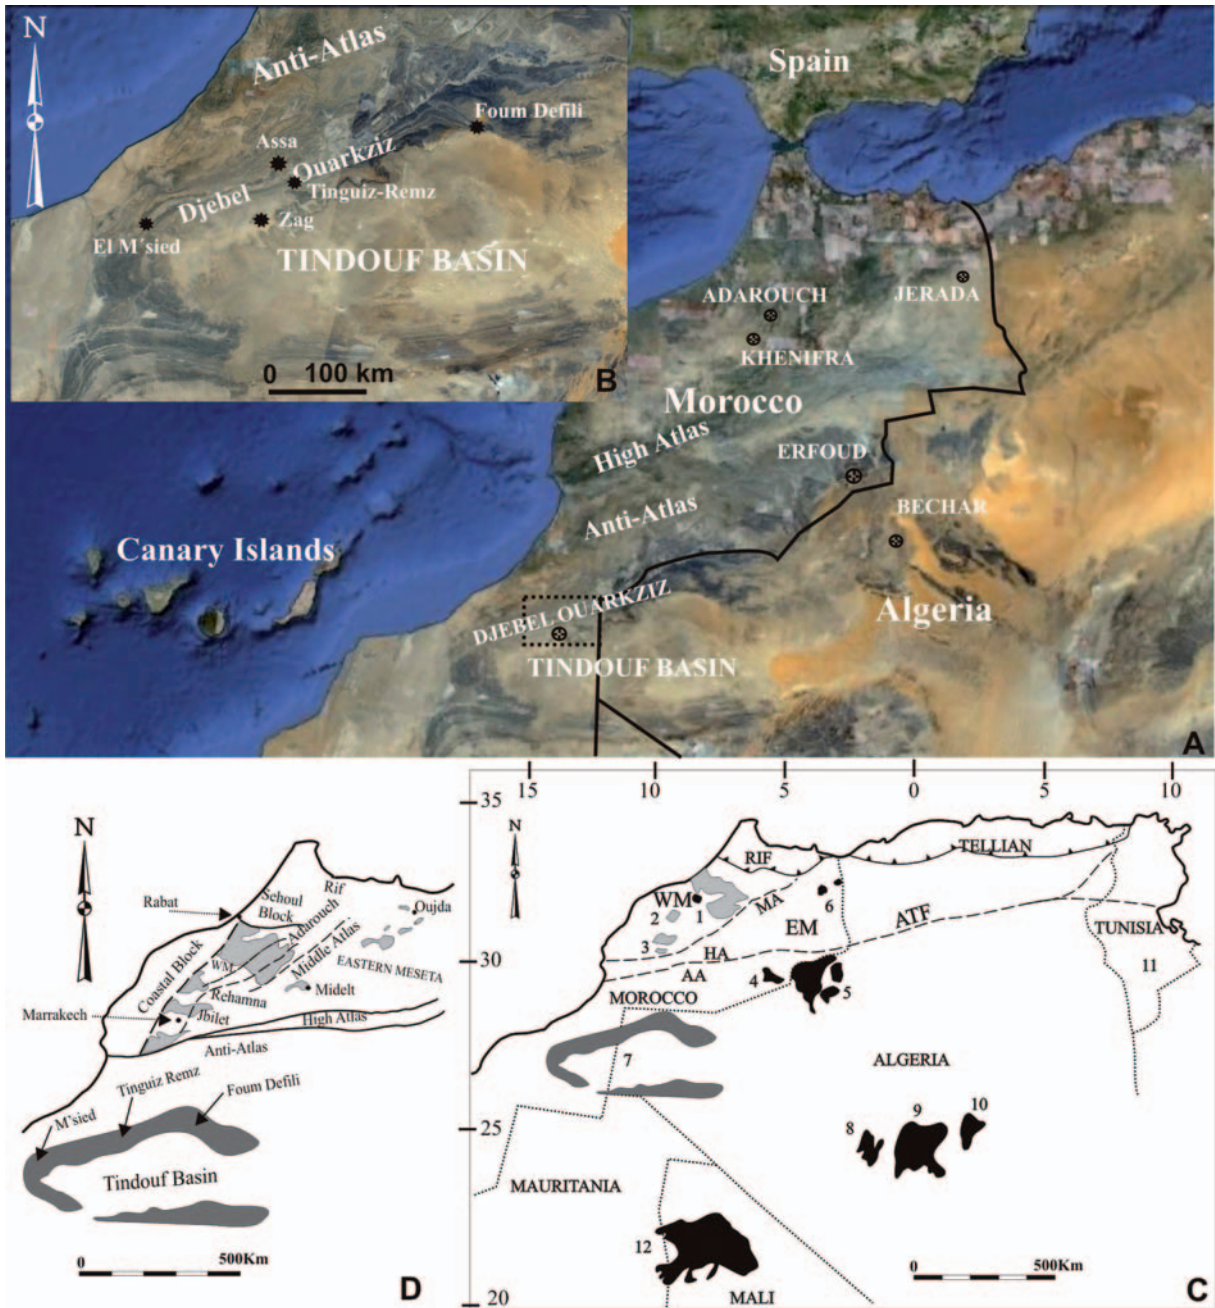 N
Anti-Atlas
Foum Defili
Assa
Ouarkziz
Tinguiz-Remz
Djebel
Zag
El M´sied
TINDOUF BASIN
0 100 km
B
Spain
ADAROUCH
JERADA
KHENIFRA
Morocco
High Atlas
ERFOUD
Anti-Atlas
BECHAR
Canary Islands
Algeria
DJEBEL OUARKZIZ
TINDOUF BASIN
A
N
Rabat
Sehoul
Block
Rif
Oujda
Adarouch
Middle Atlas
Coastal Block
WM
EASTERN MESETA
Rehamna
Midelt
Marrakech
Jbilet
High Atlas
Anti-Atlas
Tinguiz Remz
Foum Defili
M'sied
Tindouf Basin
0 500Km
D
15 10 5 0 5 10
35
N
RIF
TELLIAN
WM
MA
1
2
6
EM
ATF
TUNISIA
3
HA
30
AA
4
5
11
MOROCCO
7
ALGERIA
25
8
9
10
MAURITANIA
12
0 500Km
MALI
C
20